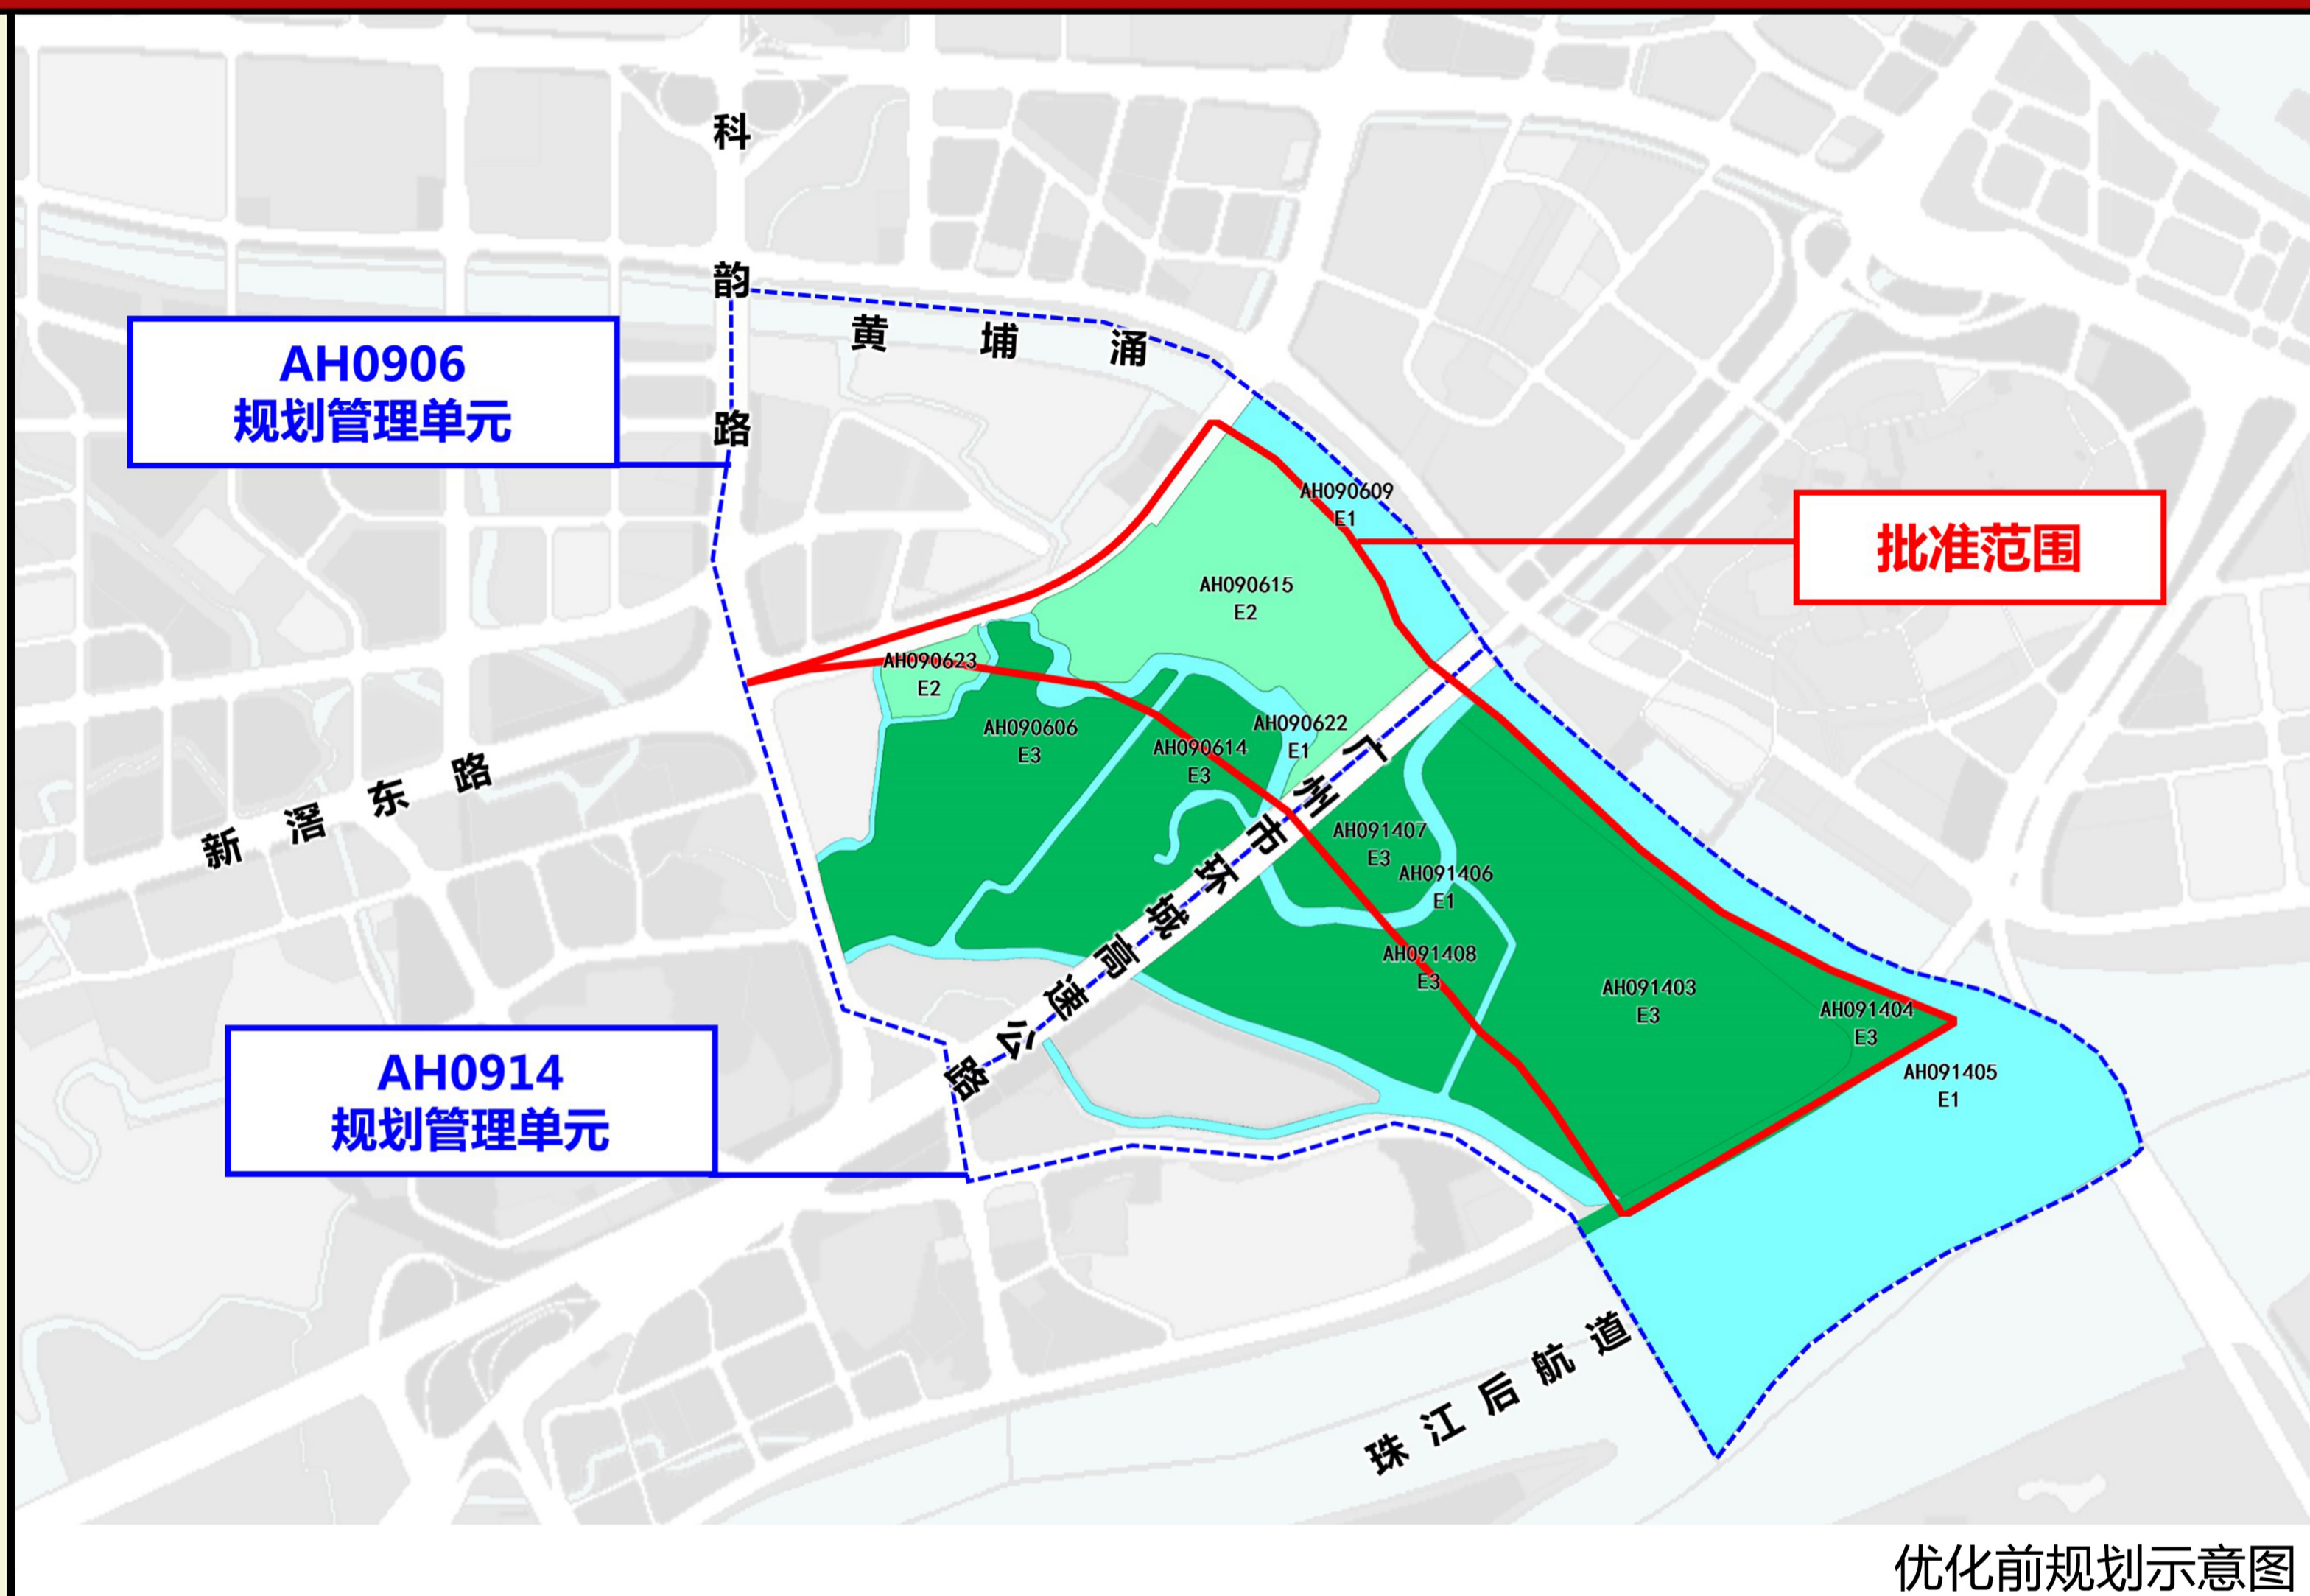 科韵路
黄埔涌
AH0906
规划管理单元
AH090609
E1
批准范围
AH090615
E2
AH090623
E2
AH090606
E3
AH090614
E3
AH090622
E1
广州市环城高速公路
新滘东路
AH091407
E3
AH091406
E1
AH091408
E3
AH091403
E3
AH091404
E3
AH091405
E1
AH0914
规划管理单元
珠江后航道
优化前规划示意图